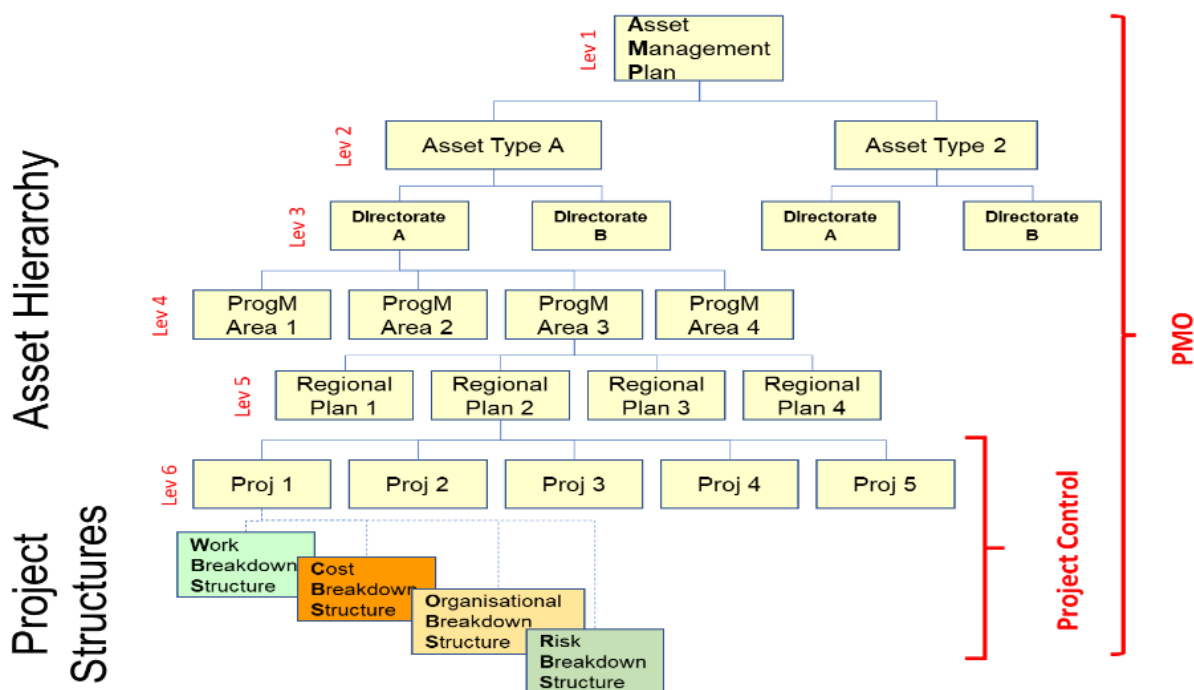 Lev 1
Asset
Management
Plan
Lev 2
Asset Type A
Asset Type 2
Asset Hierarchy
Lev 3
DIrectorate
A
DIrectorate
B
DIrectorate
A
DIrectorate
B
Lev 4
ProgM
Area 1
ProgM
Area 2
ProgM
Area 3
ProgM
Area 4
PMO
Lev 5
Regional
Plan 1
Regional
Plan 2
Regional
Plan 3
Regional
Plan 4
Lev 6
Proj 1
Proj 2
Proj 3
Proj 4
Proj 5
Project
Structures
Project Control
Work
Breakdown
Structure
Cost
Breakdown
Structure
Organisational
Breakdown
Structure
Risk
Breakdown
Structure